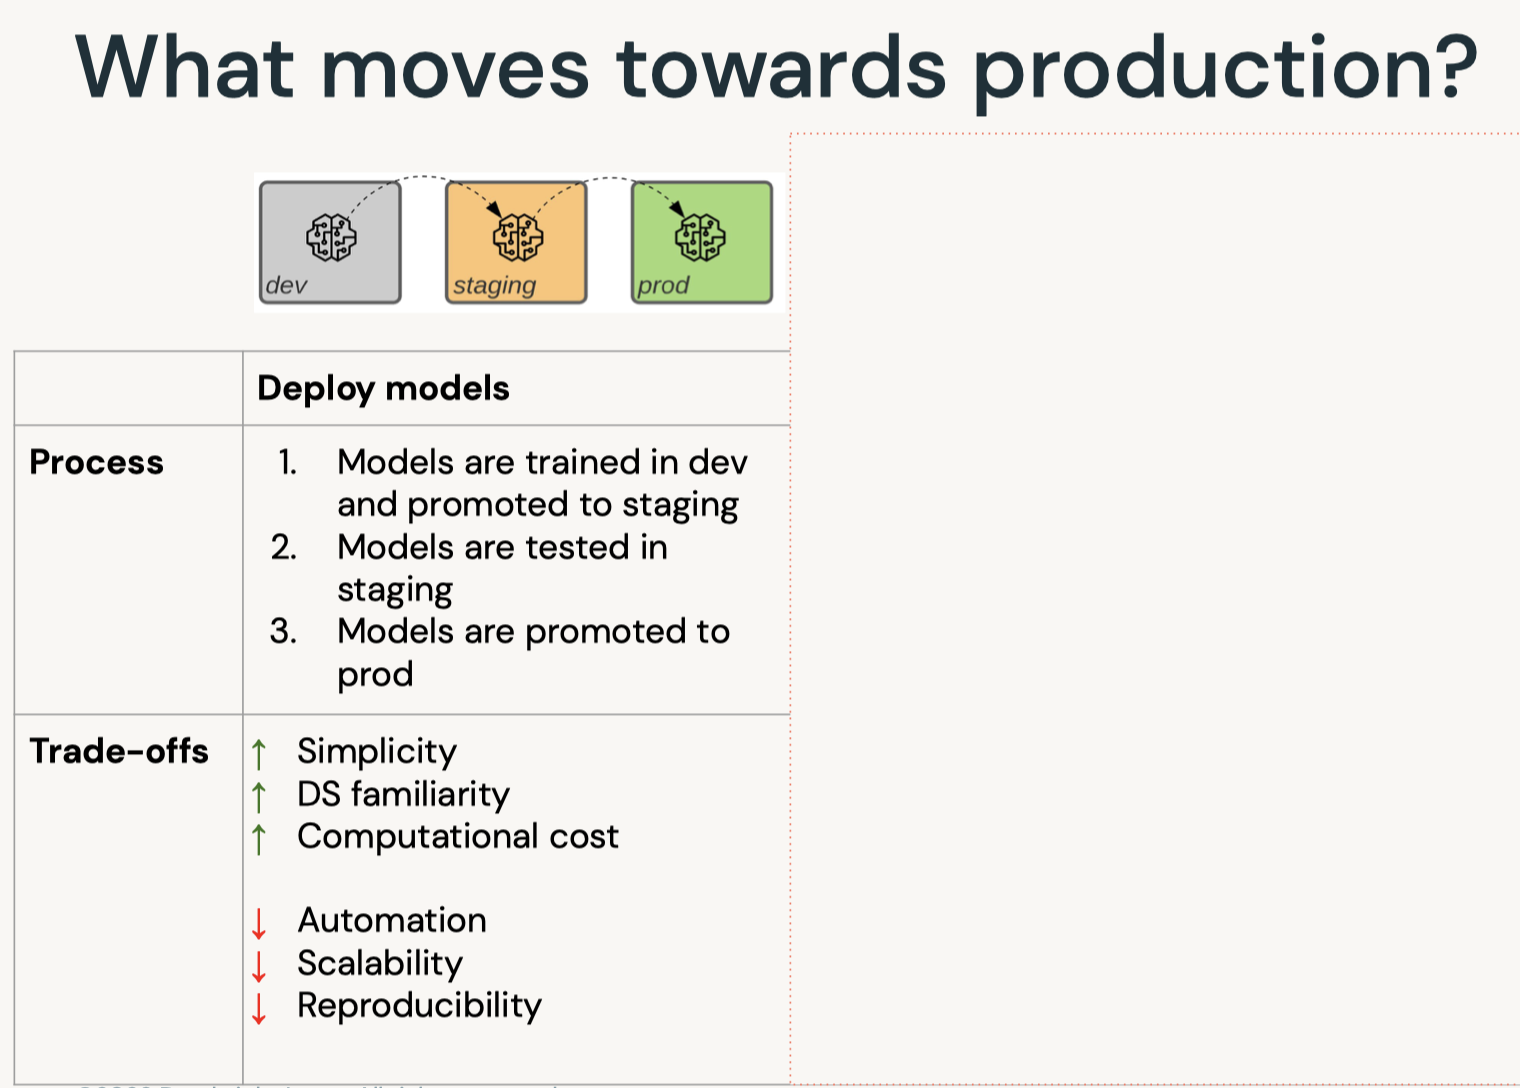 What moves towards production?
dev
staging
prod
Deploy models
Process
1. Models are trained in dev
and promoted to staging
2. Models are tested in
staging
3. Models are promoted to
prod
Trade-offs
↑ Simplicity
↑ DS familiarity
↑ Computational cost
↓ Automation
↓ Scalability
↓ Reproducibility